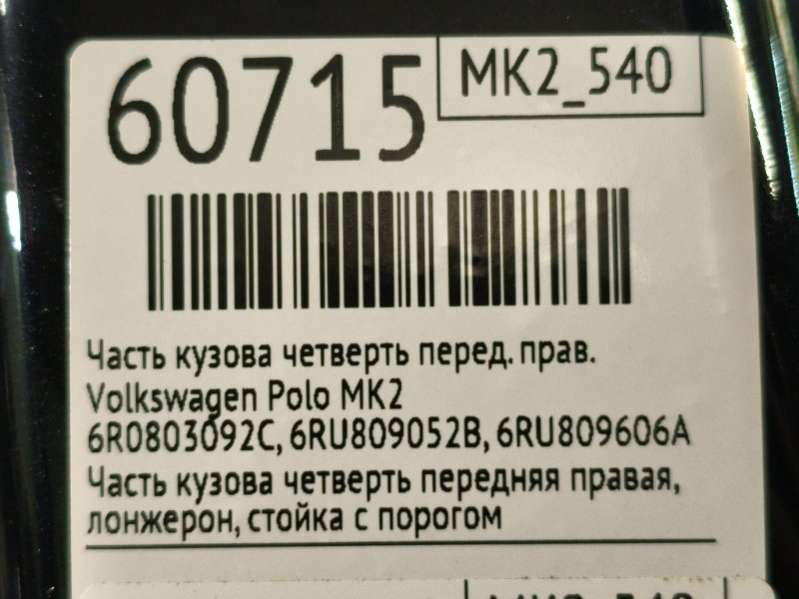 60715
MK2_540
Часть кузова четверть перед. прав.
Volkswagen Polo MK2
6R0803092C, 6RU809052B, 6RU809606A
Часть кузова четверть передняя правая,
лонжерон, стойка с порогом